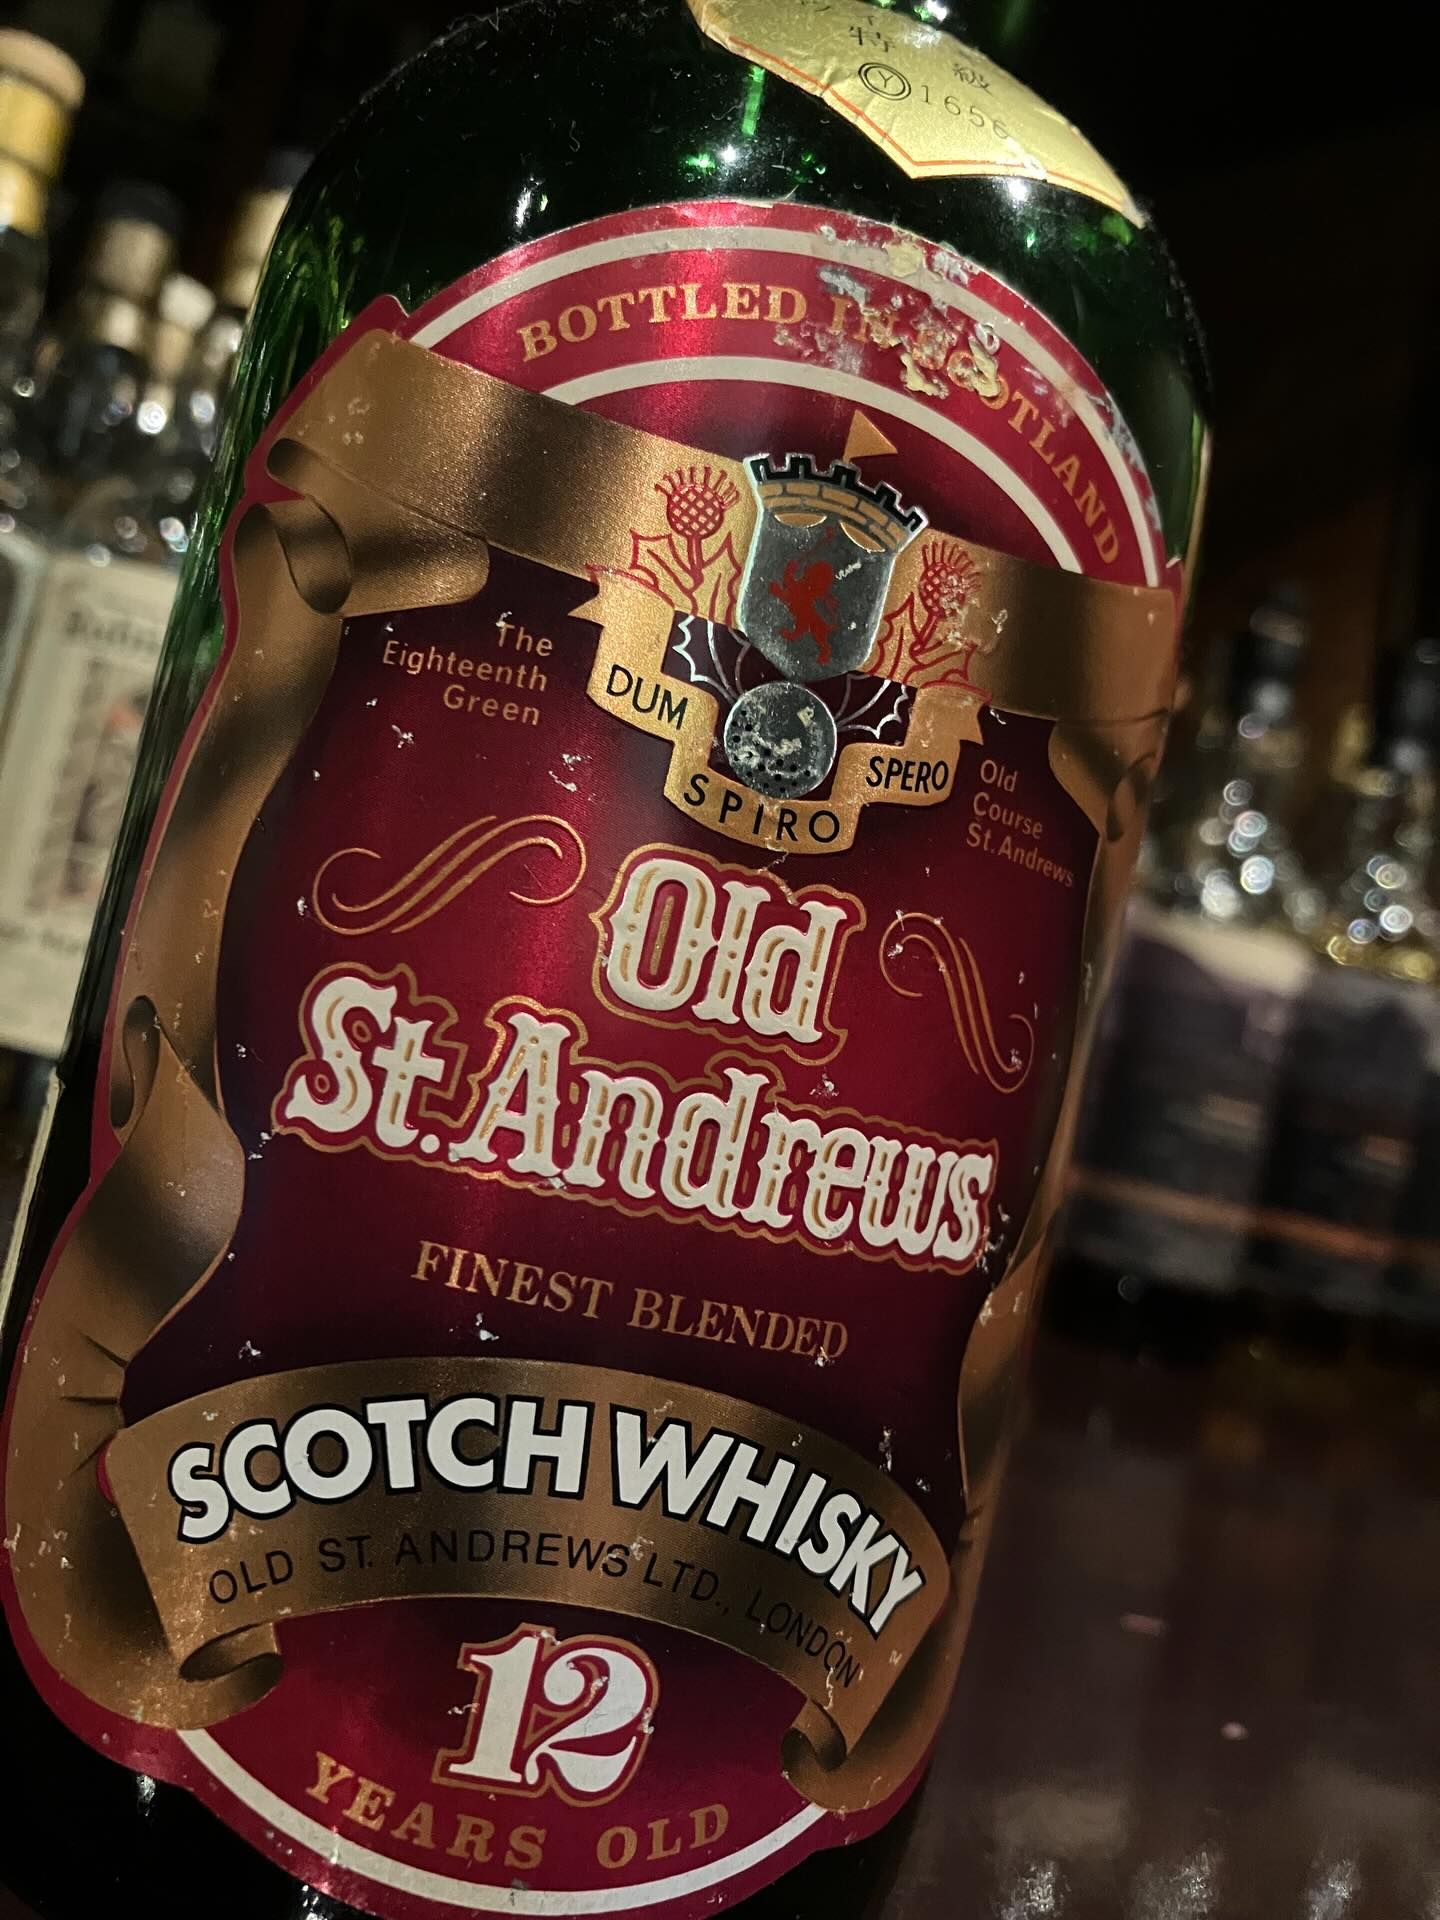 特級
Ⓨ1656
BOTTLED IN SCOTLAND
The
Eighteenth
Green
DUM
SPIRO
SPERO
Old
Course
St.Andrews
Old
St.Andrews
FINEST BLENDED
SCOTCH WHISKY
OLD ST. ANDREWS LTD., LONDON
12
YEARS OLD